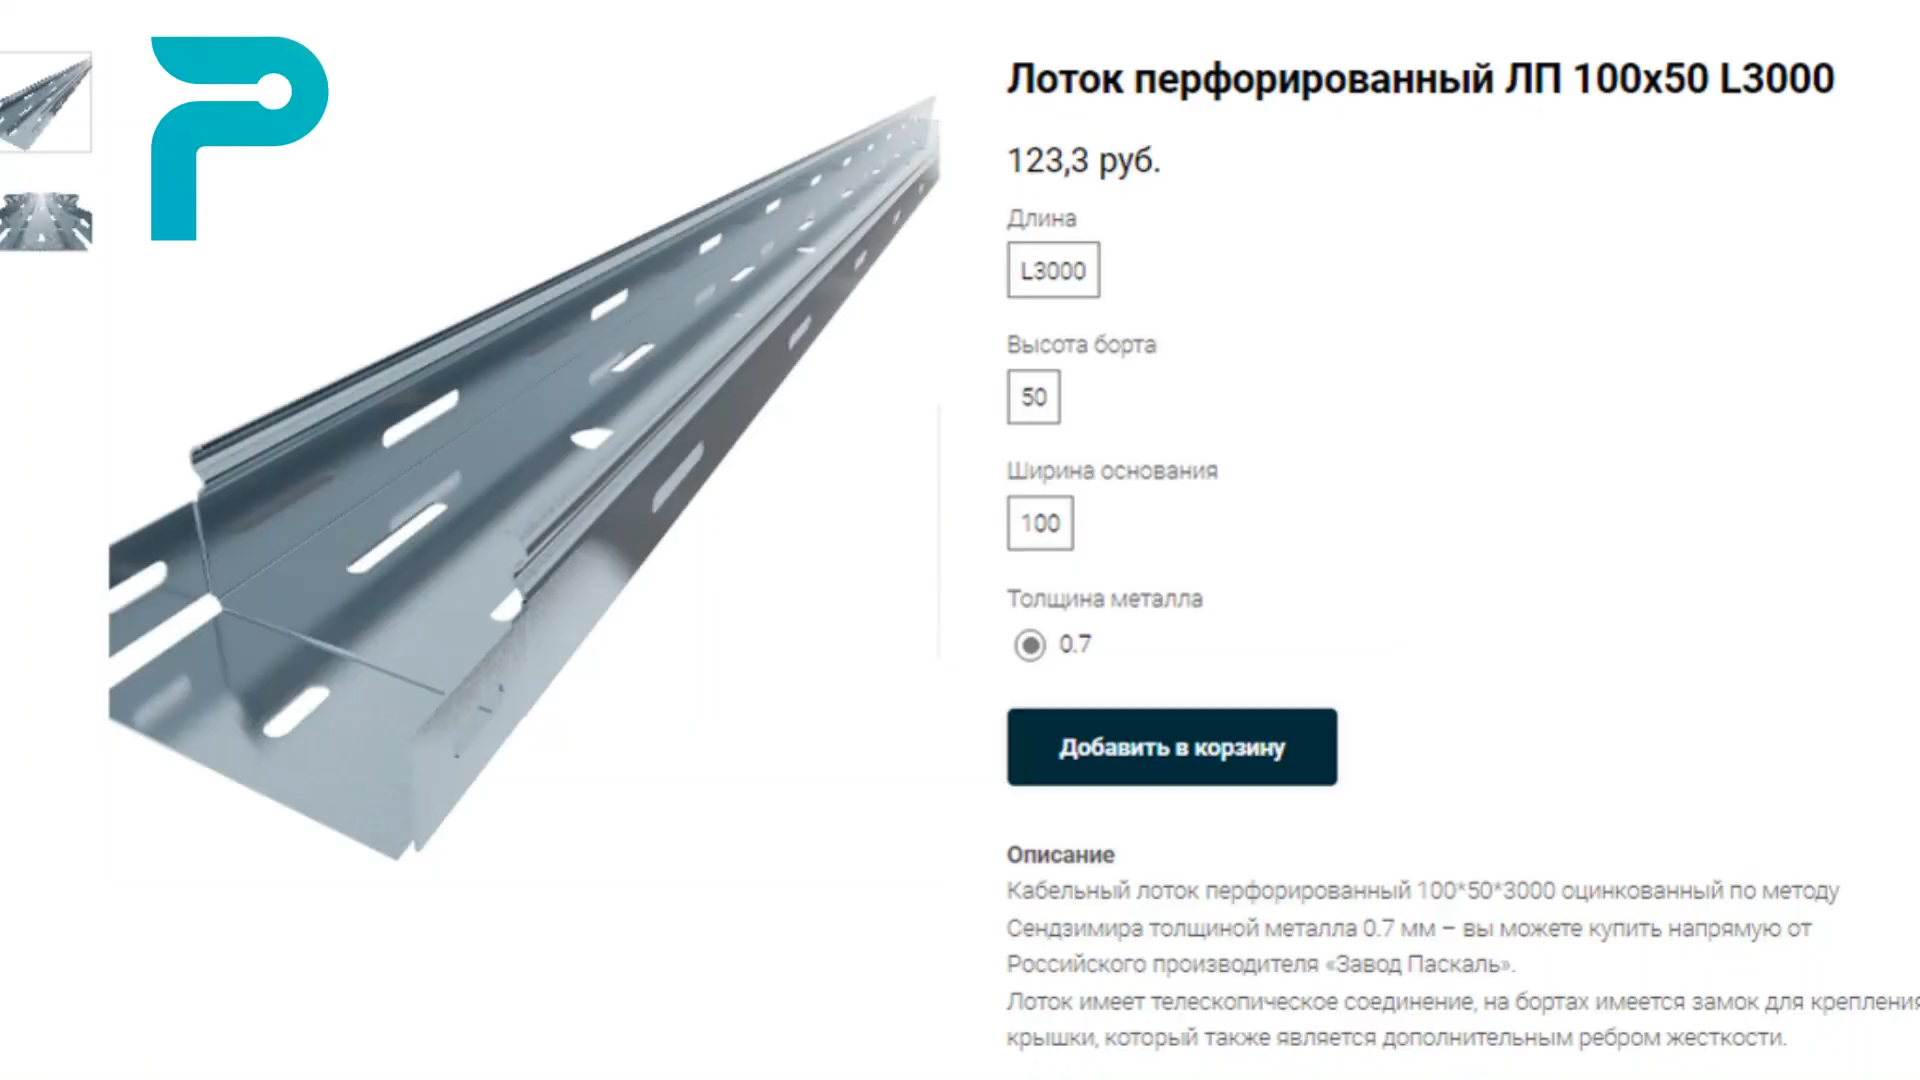 Лоток перфорированный ЛП 100x50 L3000
123,3 руб.
Длина
L3000
Высота борта
50
Ширина основания
100
Толщина металла
0.7
Добавить в корзину
Описание
Кабельный лоток перфорированный 100*50*3000 оцинкованный по методу
Сендзимира толщиной металла 0.7 мм – вы можете купить напрямую от
Российского производителя «Завод Паскаль».
Лоток имеет телескопическое соединение, на бортах имеется замок для крепления
крышки, который также является дополнительным ребром жесткости.